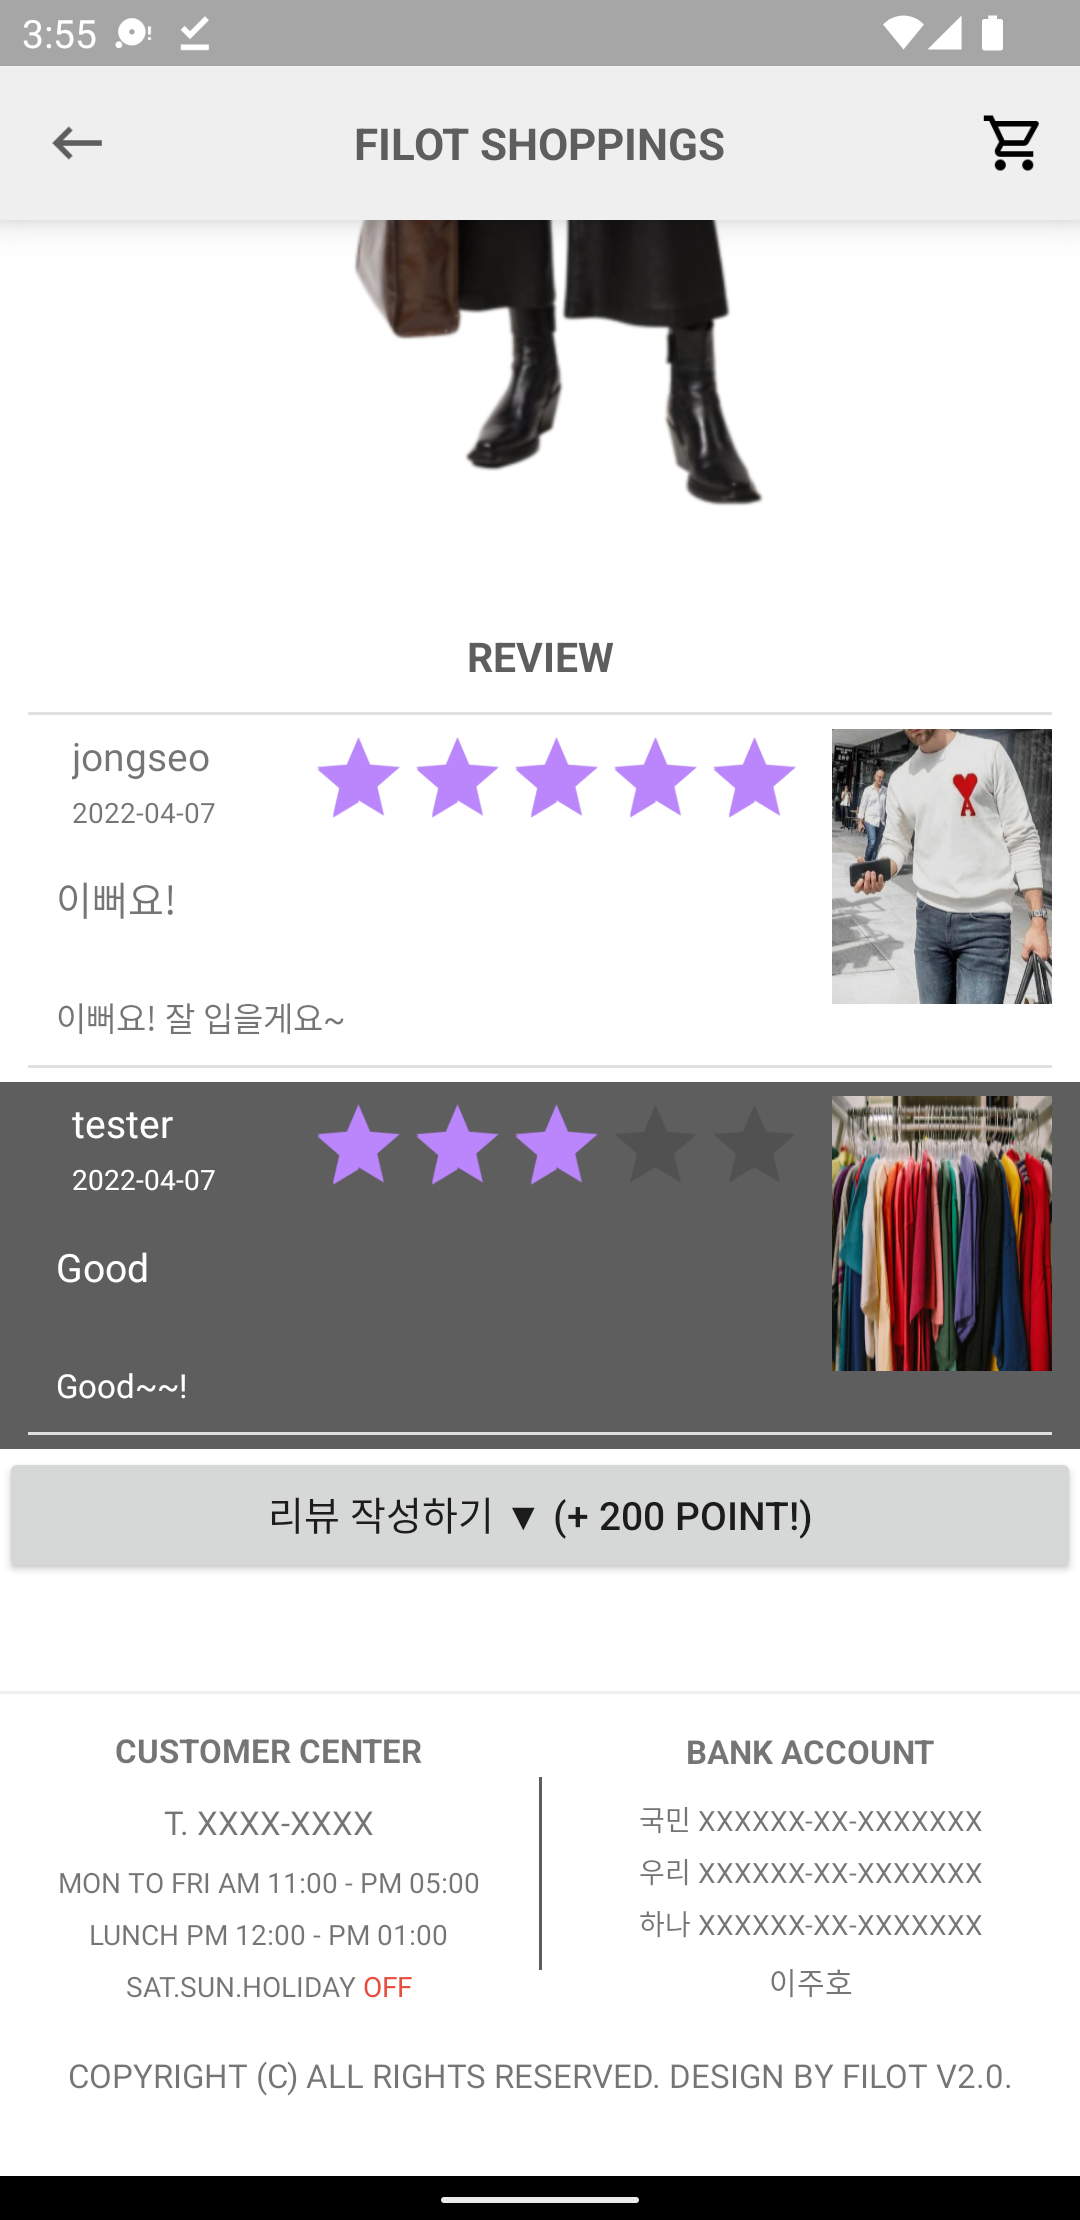 3:55
FILOT SHOPPINGS
REVIEW
jongseo
2022-04-07
이뻐요!
이뻐요! 잘 입을게요~
tester
2022-04-07
Good
Good~~!
리뷰 작성하기 ▼ (+ 200 POINT!)
CUSTOMER CENTER
T. XXXX-XXXX
MON TO FRI AM 11:00 - PM 05:00
LUNCH PM 12:00 - PM 01:00
SAT.SUN.HOLIDAY OFF
BANK ACCOUNT
국민 XXXXXX-XX-XXXXXXX
우리 XXXXXX-XX-XXXXXXX
하나 XXXXXX-XX-XXXXXXX
이주호
COPYRIGHT (C) ALL RIGHTS RESERVED. DESIGN BY FILOT V2.0.